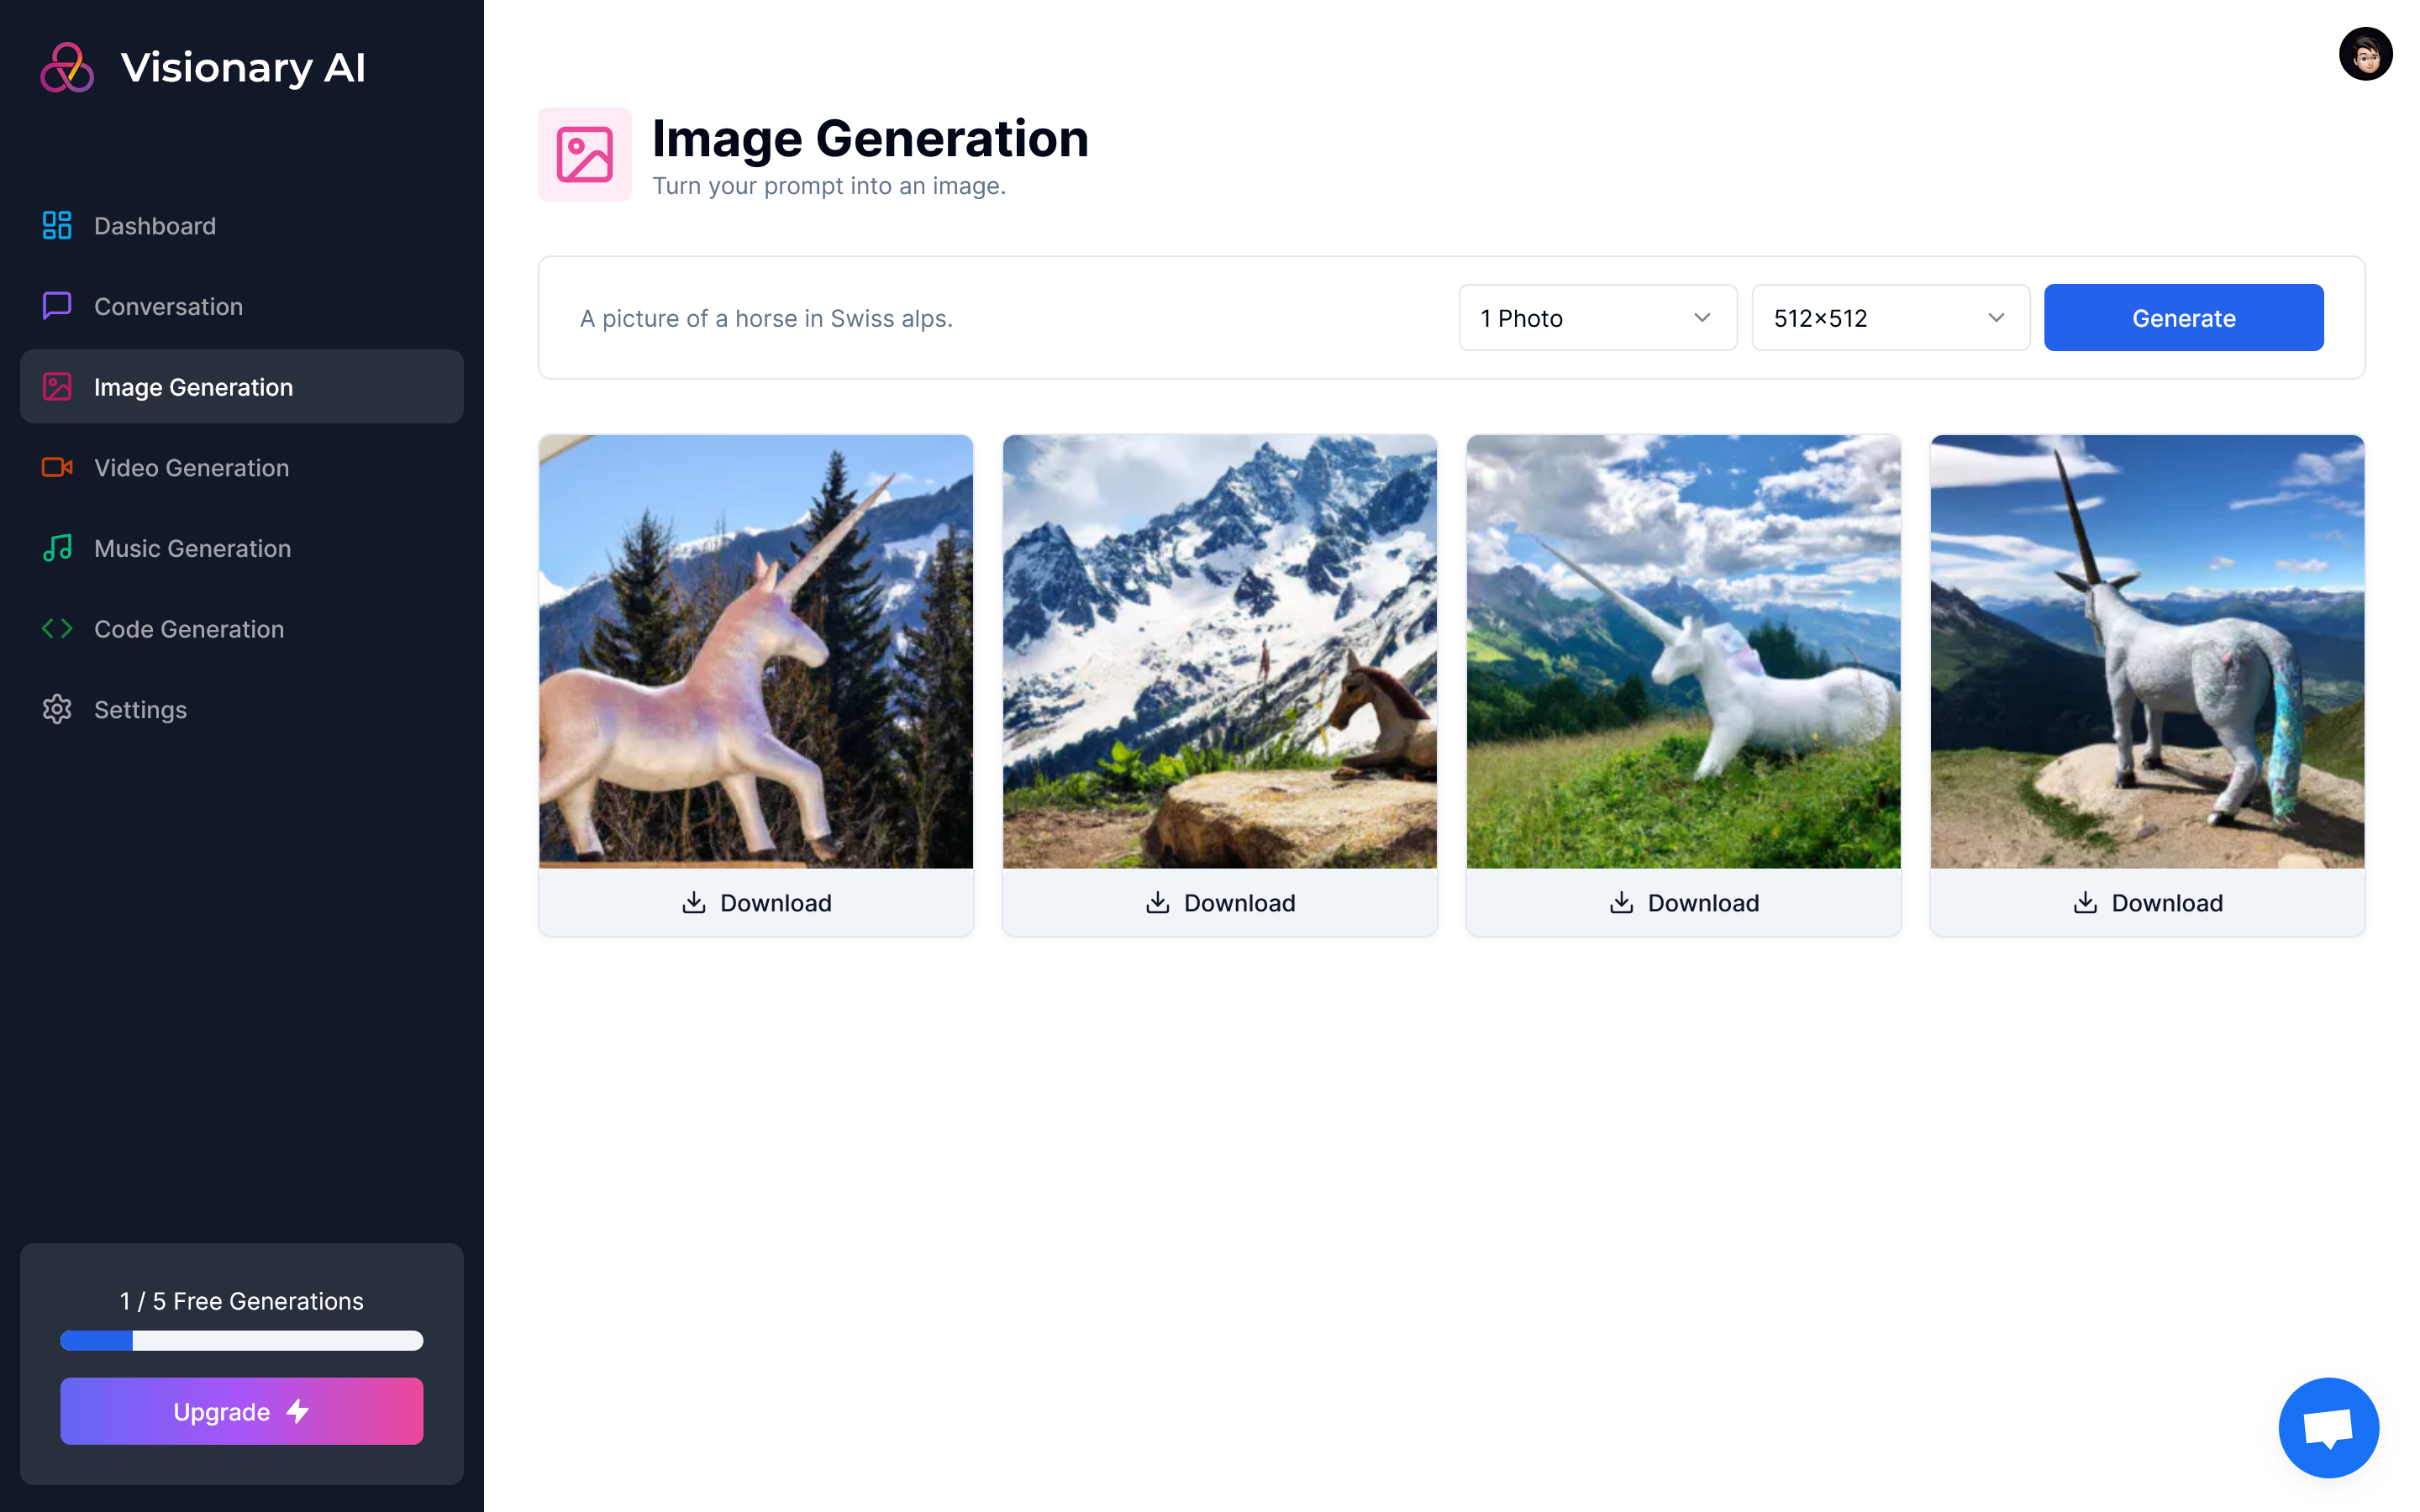 Visionary AI
Dashboard
Conversation
Image Generation
Video Generation
Music Generation
Code Generation
Settings
1 / 5 Free Generations
Upgrade
Image Generation
Turn your prompt into an image.
A picture of a horse in Swiss alps.
1 Photo
512×512
Generate
Download
Download
Download
Download